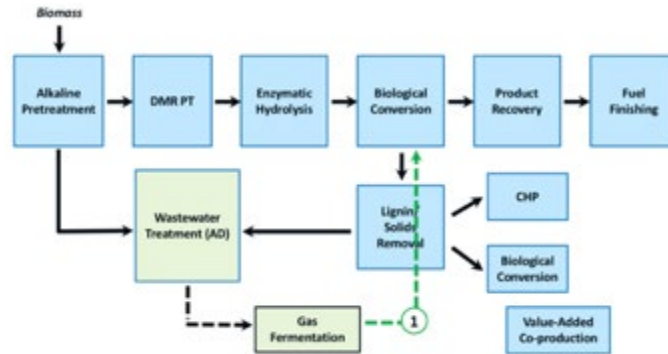 Biomass
Alkaline
Pretreatment
DMR PT
Enzymatic
Hydrolysis
Biological
Conversion
Product
Recovery
Fuel
Finishing
Wastewater
Treatment (AD)
Lignin/
Solids
Removal
CHP
Biological
Conversion
Gas
Fermentation
1
Value-Added
Co-production